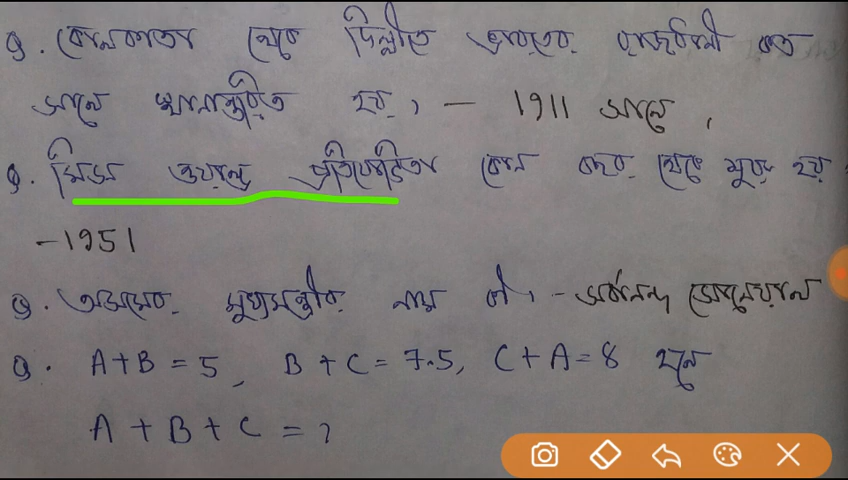 Q. কোলকাতা থেকে দিল্লীতে ভারতের রাজধানী কত
সালে স্থানান্তরিত হয়, — 1911 সালে,
Q. মিস ওয়াল্ড প্রতিযোগিতা কোন বছর থেকে শুরু হয়
– 1951
Q. অসমের মুখ্যমন্ত্রীর নাম কী। – সর্বানন্দ সোনোয়াল
Q. A+B=5, B+C=7.5, C+A=8 হলে
A+B+C=?